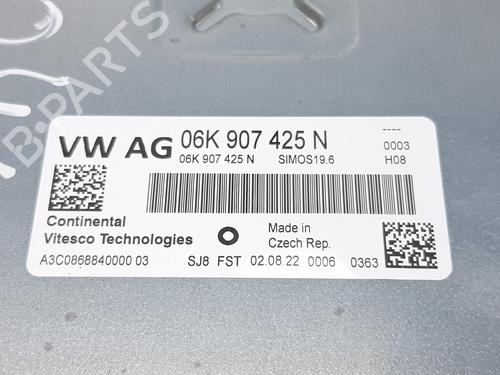 B-PARTS
VW AG 06K 907 425 N
06K 907 425 N SIMOS19.6
----
0003
H08
Continental
Vitesco Technologies
Made in
Czech Rep.
A3C0868840000 03 SJ8 FST 02.08.22 0006 0363